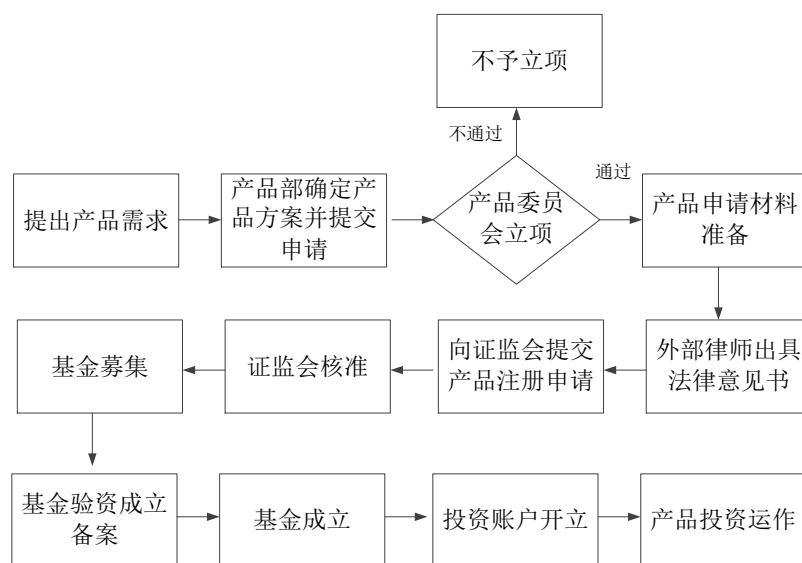 不予立项
不通过
通过
提出产品需求
产品部确定产
品方案并提交
申请
产品委员
会立项
产品申请材料
准备
基金募集
证监会核准
向证监会提交
产品注册申请
外部律师出具
法律意见书
基金验资成立
备案
基金成立
投资账户开立
产品投资运作